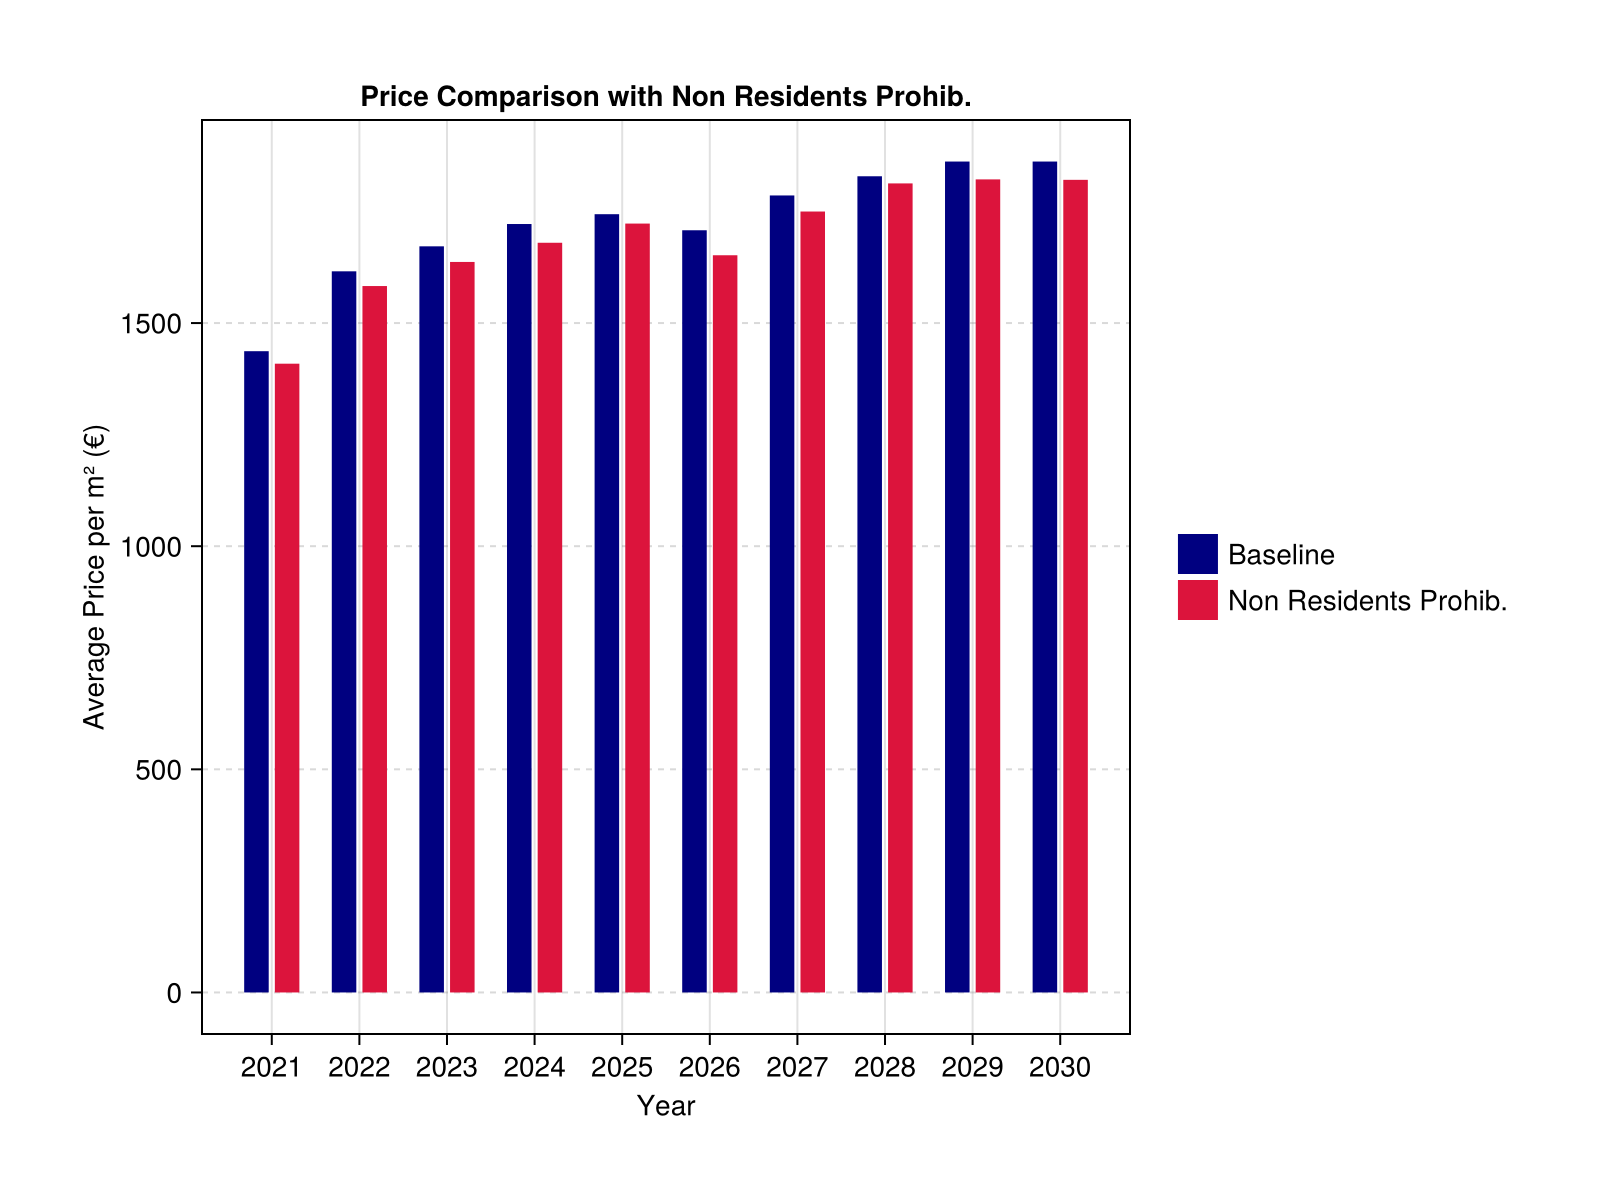 Price Comparison with Non Residents Prohib.
Average Price per m² (€)
1500
1000
500
0
2021 2022 2023 2024 2025 2026 2027 2028 2029 2030
Year
Baseline
Non Residents Prohib.